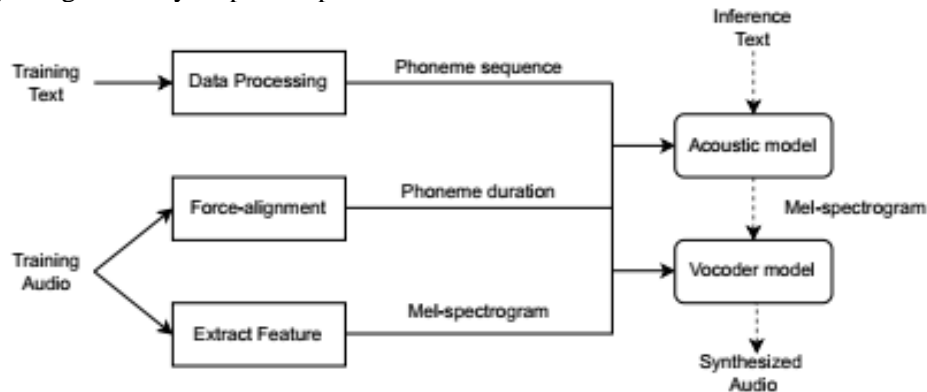 Inference
Text
Training
Text
Data Processing
Phoneme sequence
Acoustic model
Force-alignment
Phoneme duration
Mel-spectrogram
Training
Audio
Vocoder model
Extract Feature
Mel-spectrogram
Synthesized
Audio